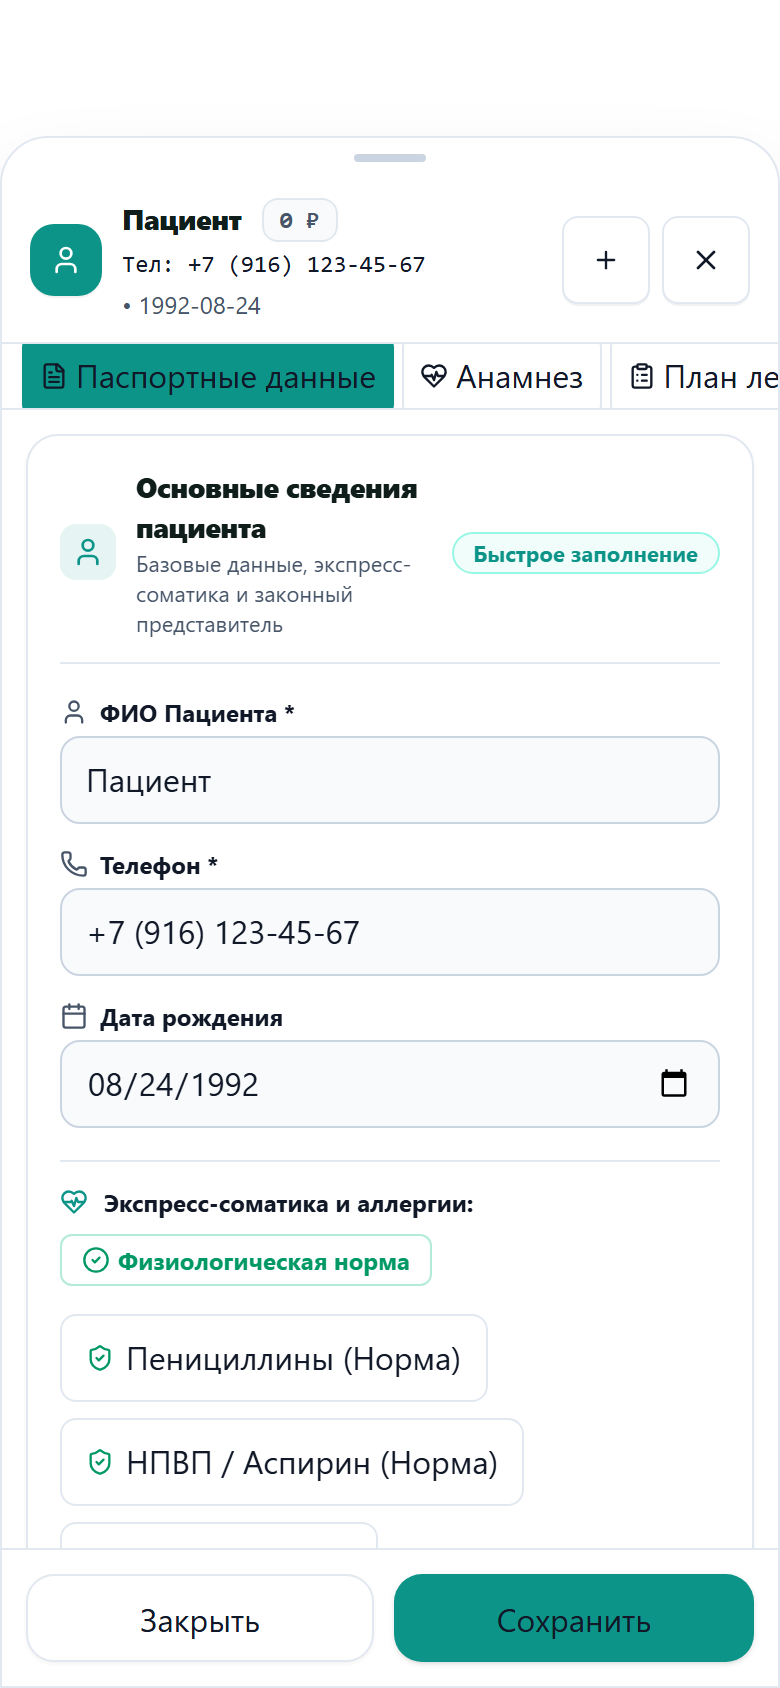 Пациент 0 ₽
Тел: +7 (916) 123-45-67
• 1992-08-24
Паспортные данные Анамнез План ле
Основные сведения
пациента
Базовые данные, экспресс-
соматика и законный
представитель
Быстрое заполнение
ФИО Пациента *
Пациент
Телефон *
+7 (916) 123-45-67
Дата рождения
08/24/1992
Экспресс-соматика и аллергии:
Физиологическая норма
Пенициллины (Норма)
НПВП / Аспирин (Норма)
Закрыть Сохранить